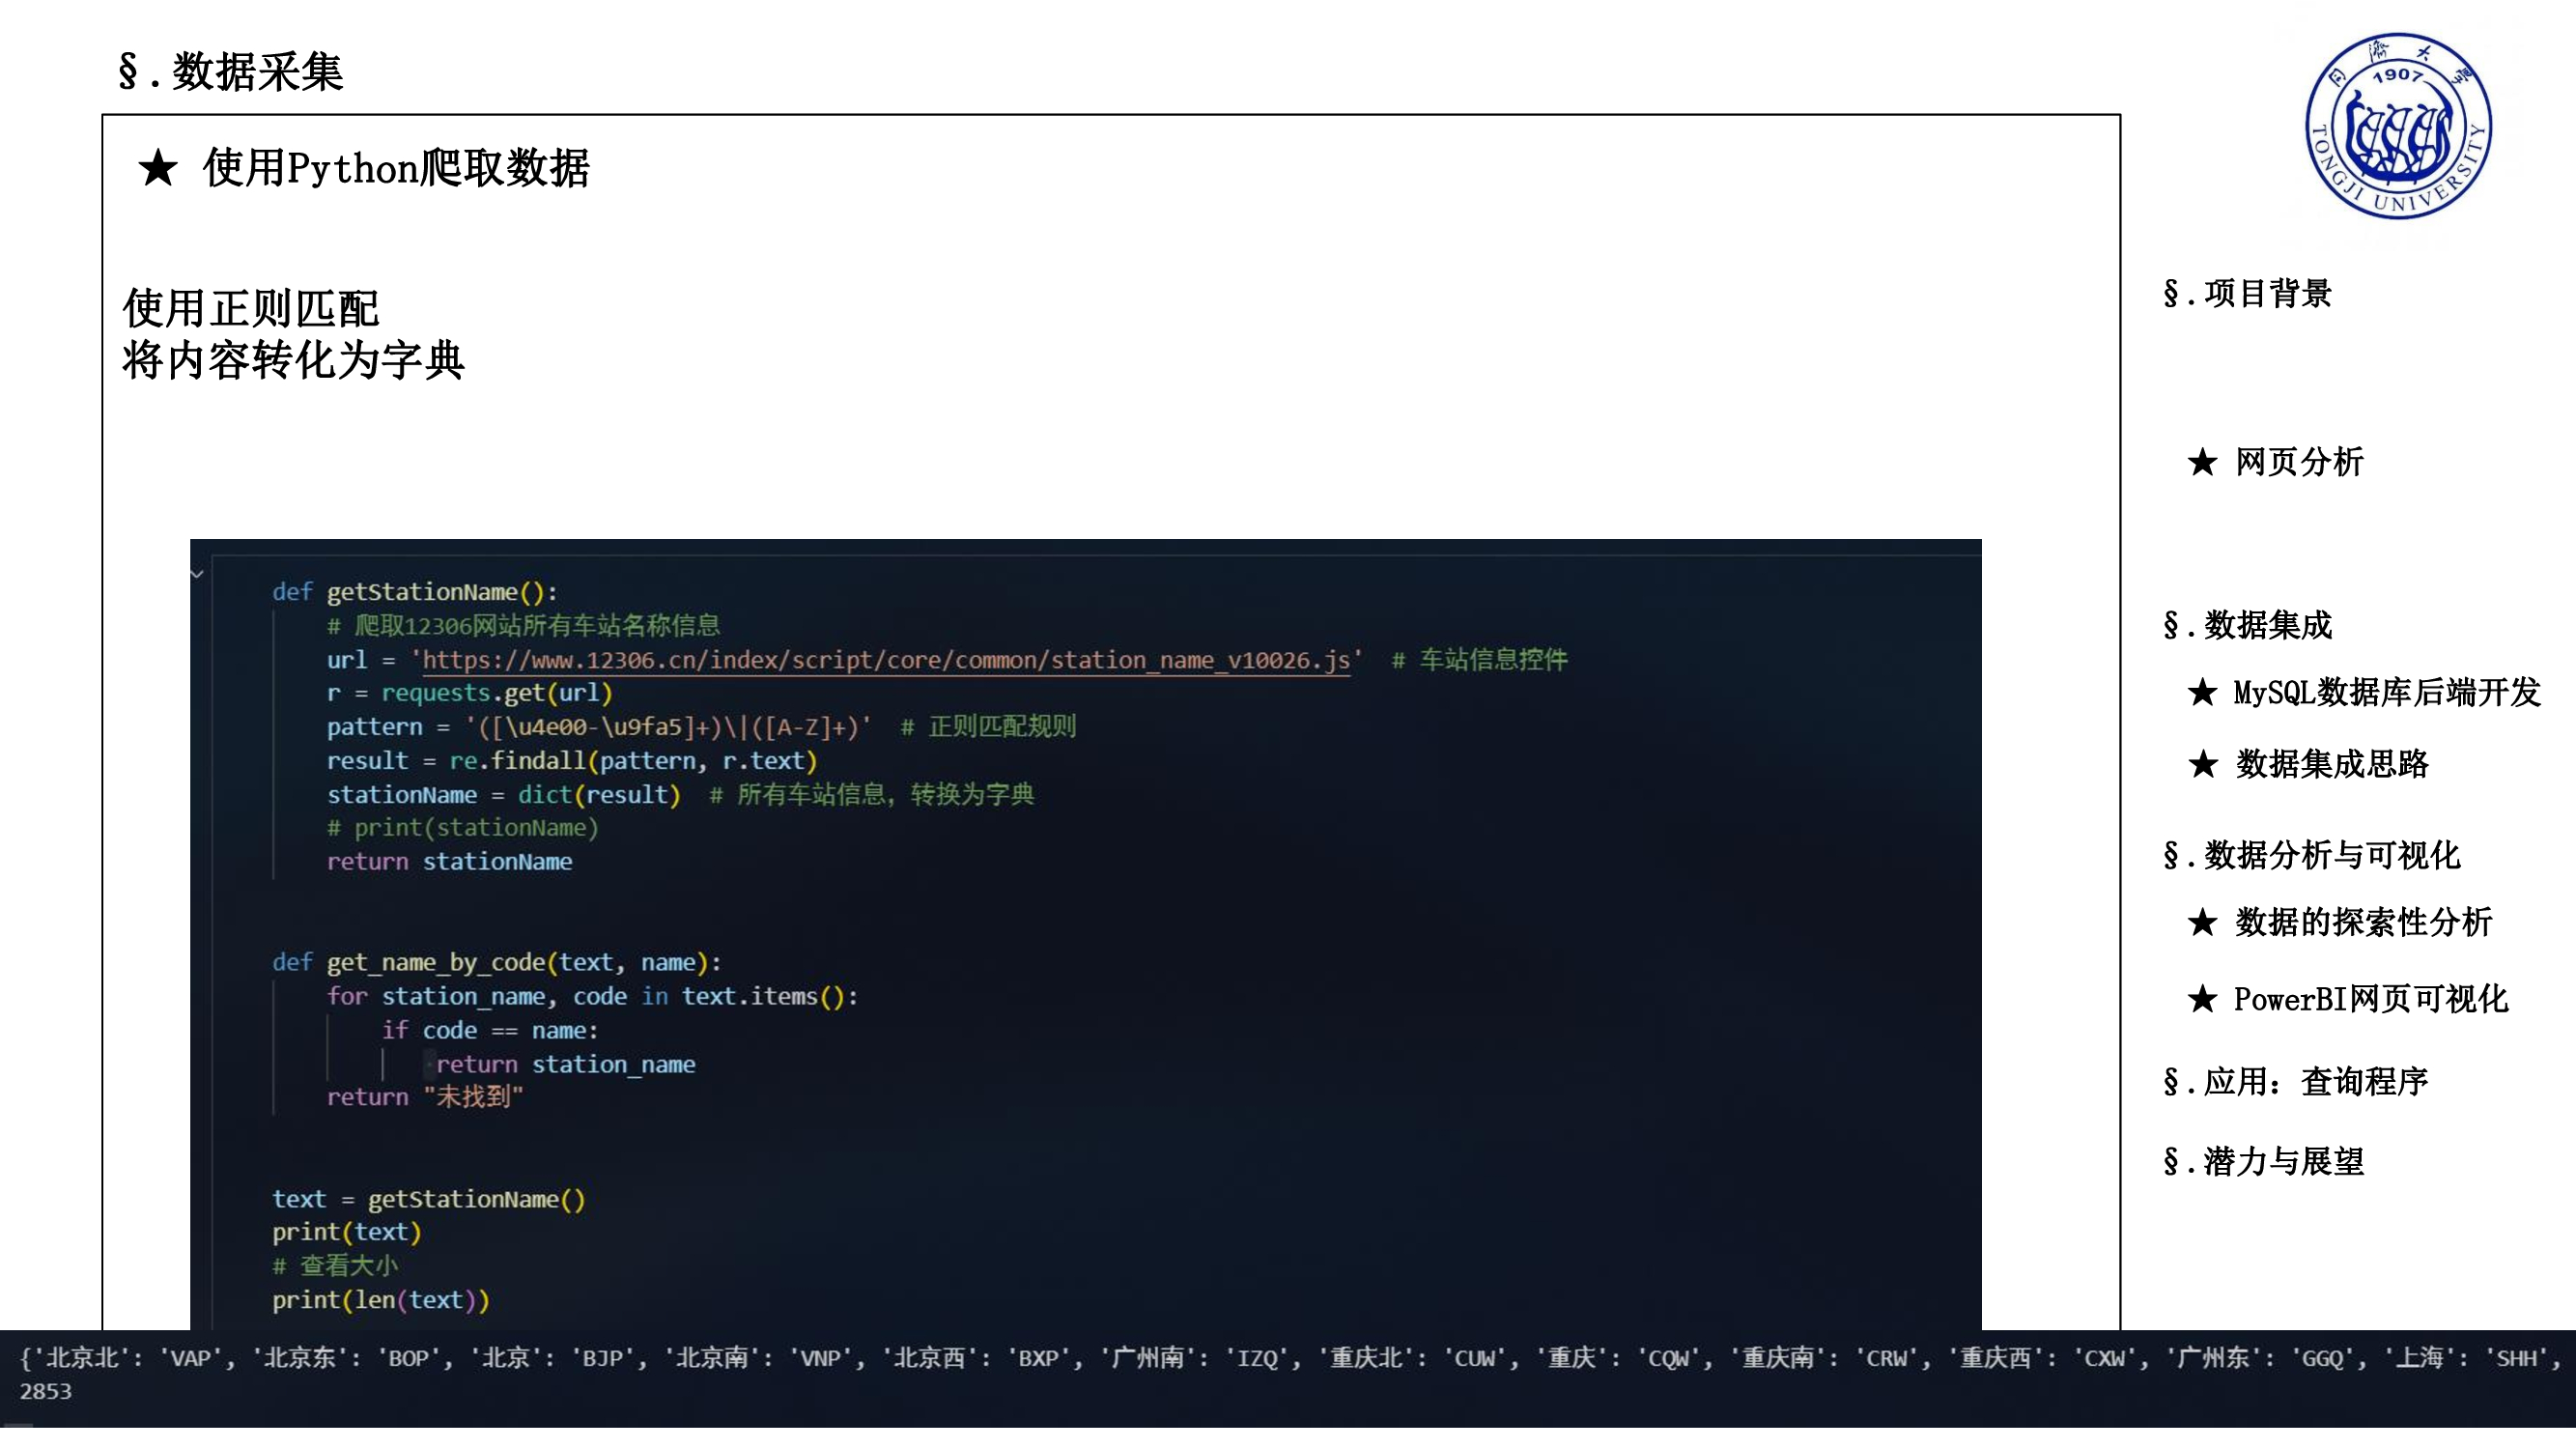 §.数据采集
★ 使用Python爬取数据
使用正则匹配
将内容转化为字典
def getStationName():
# 爬取12306网站所有车站名称信息
url = 'https://www.12306.cn/index/script/core/common/station_name_v10026.js' # 车站信息控件
r = requests.get(url)
pattern = '([\u4e00-\u9fa5]+)\|([A-Z]+)' # 正则匹配规则
result = re.findall(pattern, r.text)
stationName = dict(result) # 所有车站信息，转换为字典
# print(stationName)
return stationName
def get_name_by_code(text, name):
for station_name, code in text.items():
if code == name:
return station_name
return "未找到"
text = getStationName()
print(text)
# 查看大小
print(len(text))
{'北京北': 'VAP', '北京东': 'BOP', '北京': 'BJP', '北京南': 'VNP', '北京西': 'BXP', '广州南': 'IZQ', '重庆北': 'CUW', '重庆': 'CQW', '重庆南': 'CRW', '重庆西': 'CXW', '广州东': 'GGQ', '上海': 'SHH',
2853
同濟大學
1907
TONGJI UNIVERSITY
§.项目背景
★ 网页分析
§.数据集成
★ MySQL数据库后端开发
★ 数据集成思路
§.数据分析与可视化
★ 数据的探索性分析
★ PowerBI网页可视化
§.应用：查询程序
§.潜力与展望